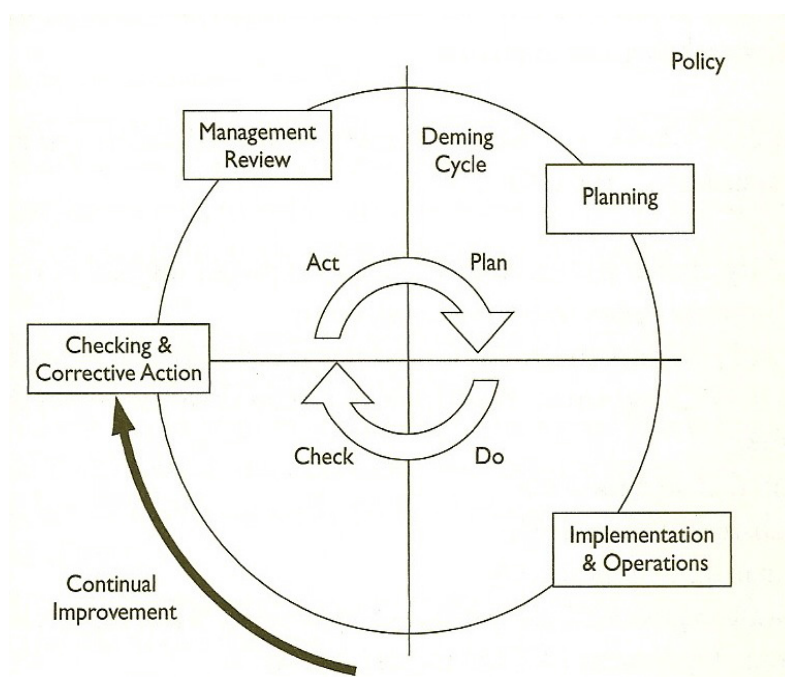 Policy
Management
Review
Deming
Cycle
Planning
Act
Plan
Checking &
Corrective Action
Check
Do
Implementation
& Operations
Continual
Improvement